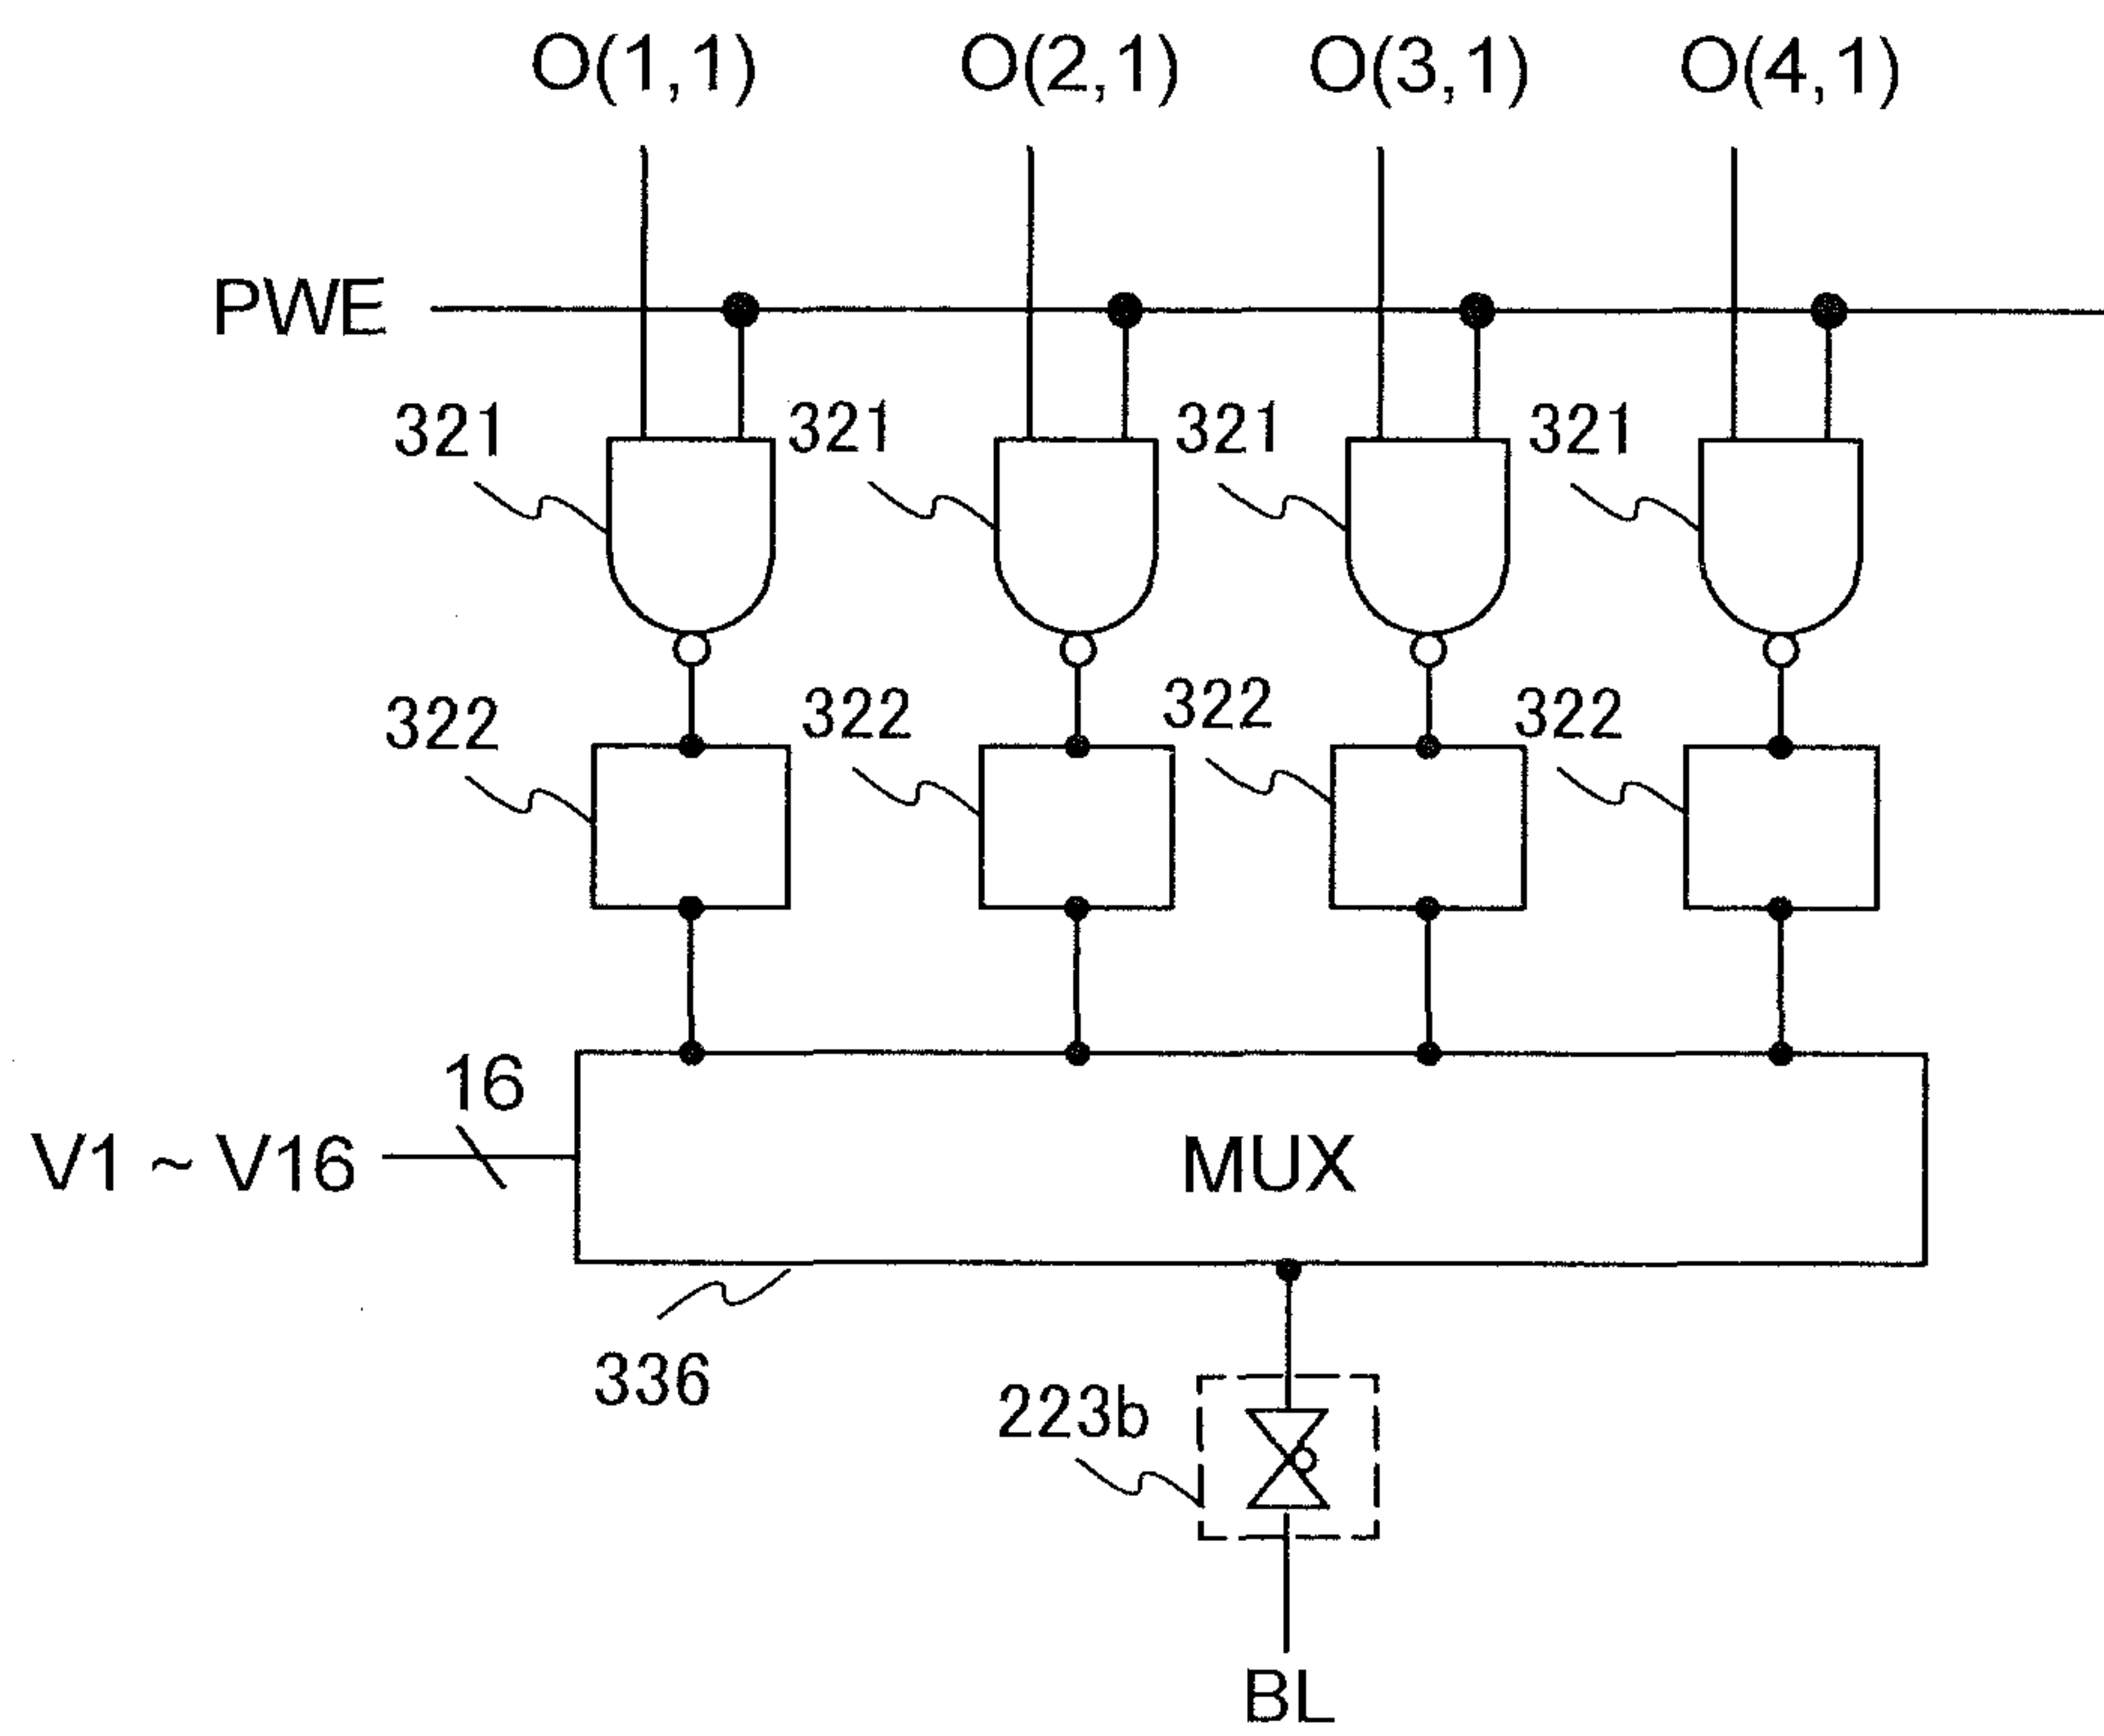 O(1,1) O(2,1) O(3,1) O(4,1)
PWE
321 321 321 321
322 322 322 322
16
V1 ~ V16
MUX
336
223b
BL